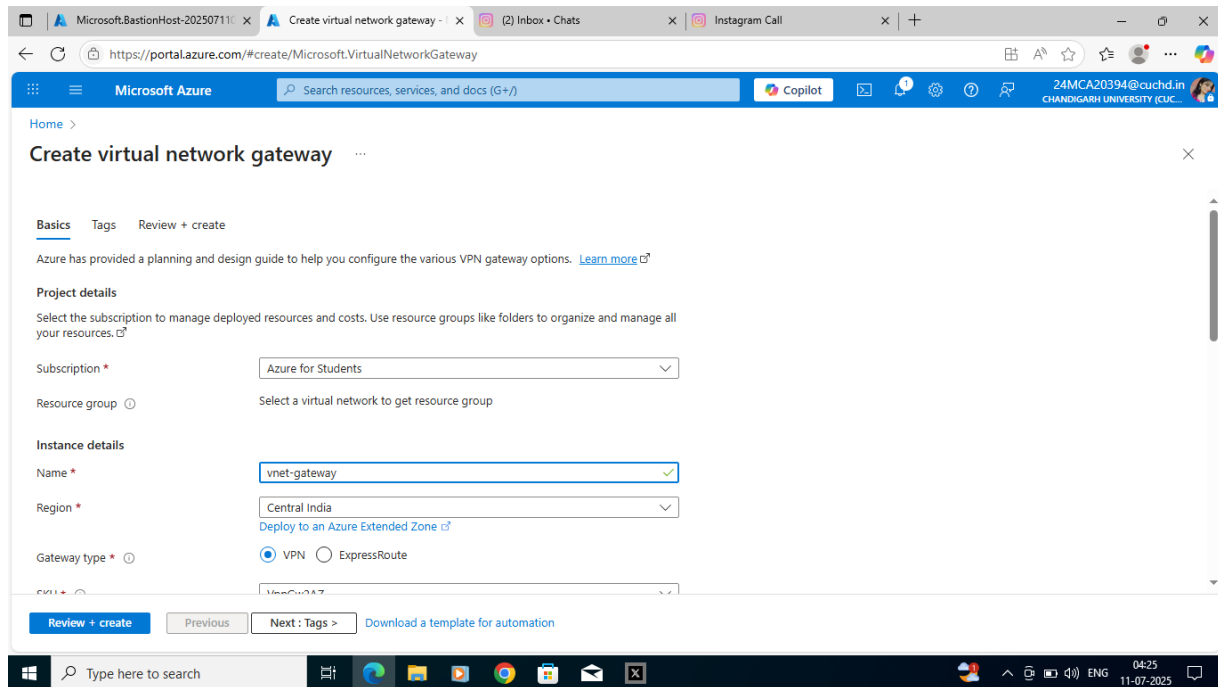 Microsoft.BastionHost-20250711(
Create virtual network gateway -
(2) Inbox • Chats
Instagram Call
https://portal.azure.com/#create/Microsoft.VirtualNetworkGateway
Microsoft Azure
Search resources, services, and docs (G+/)
Copilot
1
24MCA20394@cuchd.in
CHANDIGARH UNIVERSITY (CUC...
Home >
Create virtual network gateway ...
Basics Tags Review + create
Azure has provided a planning and design guide to help you configure the various VPN gateway options. Learn more
Project details
Select the subscription to manage deployed resources and costs. Use resource groups like folders to organize and manage all
your resources.
Subscription * Azure for Students
Resource group Select a virtual network to get resource group
Instance details
Name * vnet-gateway
Region * Central India
Deploy to an Azure Extended Zone
Gateway type * VPN ExpressRoute
SKU * VpnGw2AZ
Review + create Previous Next : Tags > Download a template for automation
Type here to search
ENG
04:25
11-07-2025